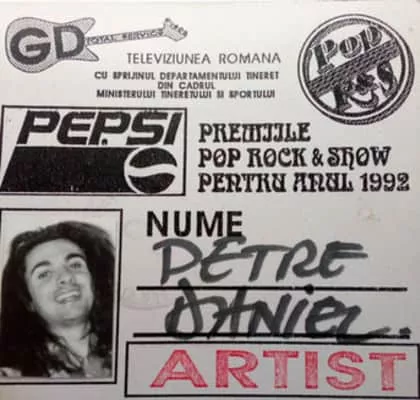 GD
TOTAL SERVICE
TELEVIZIUNEA ROMANA
CU SPRIJINUL DEPARTAMENTULUI TINERET
DIN CADRUL
MINISTERULUI TINERETULUI SI SPORTULUI
Pop
R&S
PEPSI
PREMIILE
POP ROCK & SHOW
PENTRU ANUL 1992
NUME
PETRE
DANIEL.
ARTIST